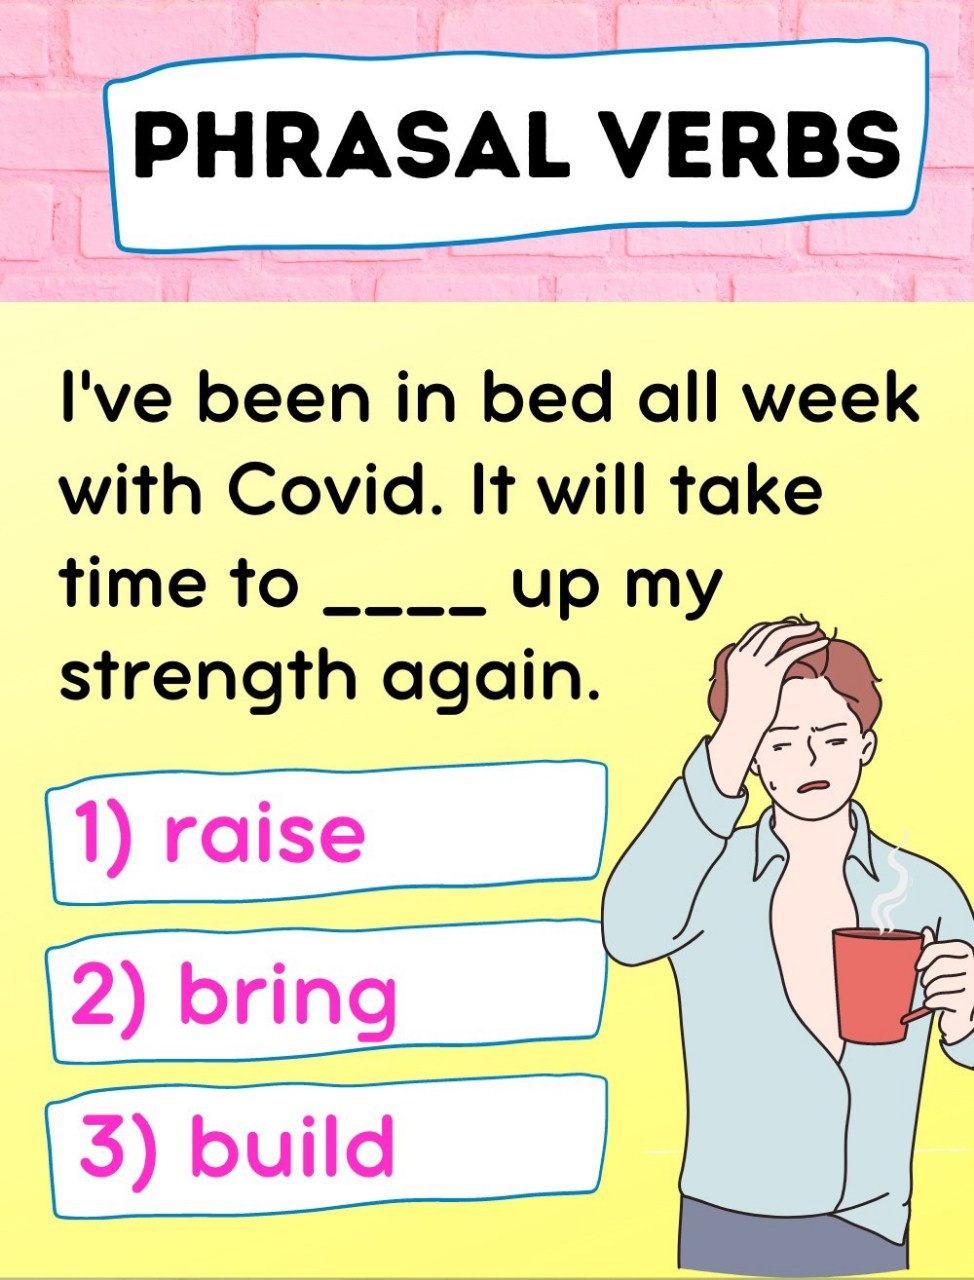 PHRASAL VERBS
I've been in bed all week
with Covid. It will take
time to ____ up my
strength again.
1) raise
2) bring
3) build